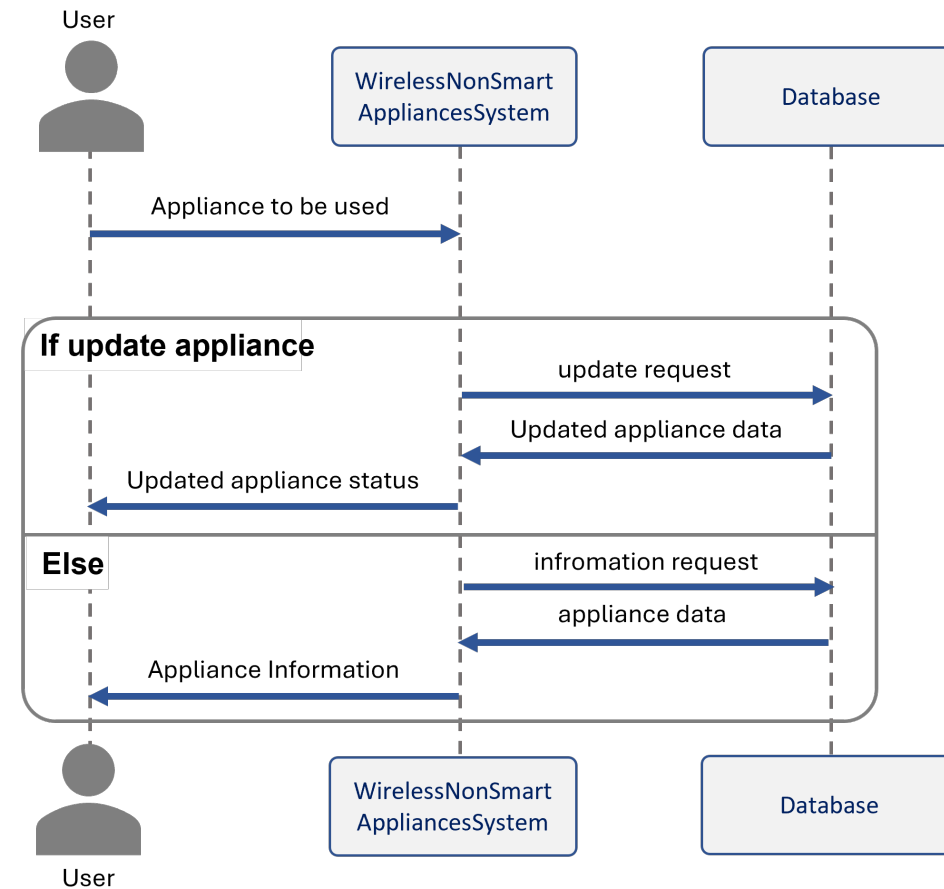 User
WirelessNonSmart
AppliancesSystem
Database
Appliance to be used
If update appliance
update request
Updated appliance data
Updated appliance status
Else
infromation request
appliance data
Appliance Information
WirelessNonSmart
AppliancesSystem
Database
User